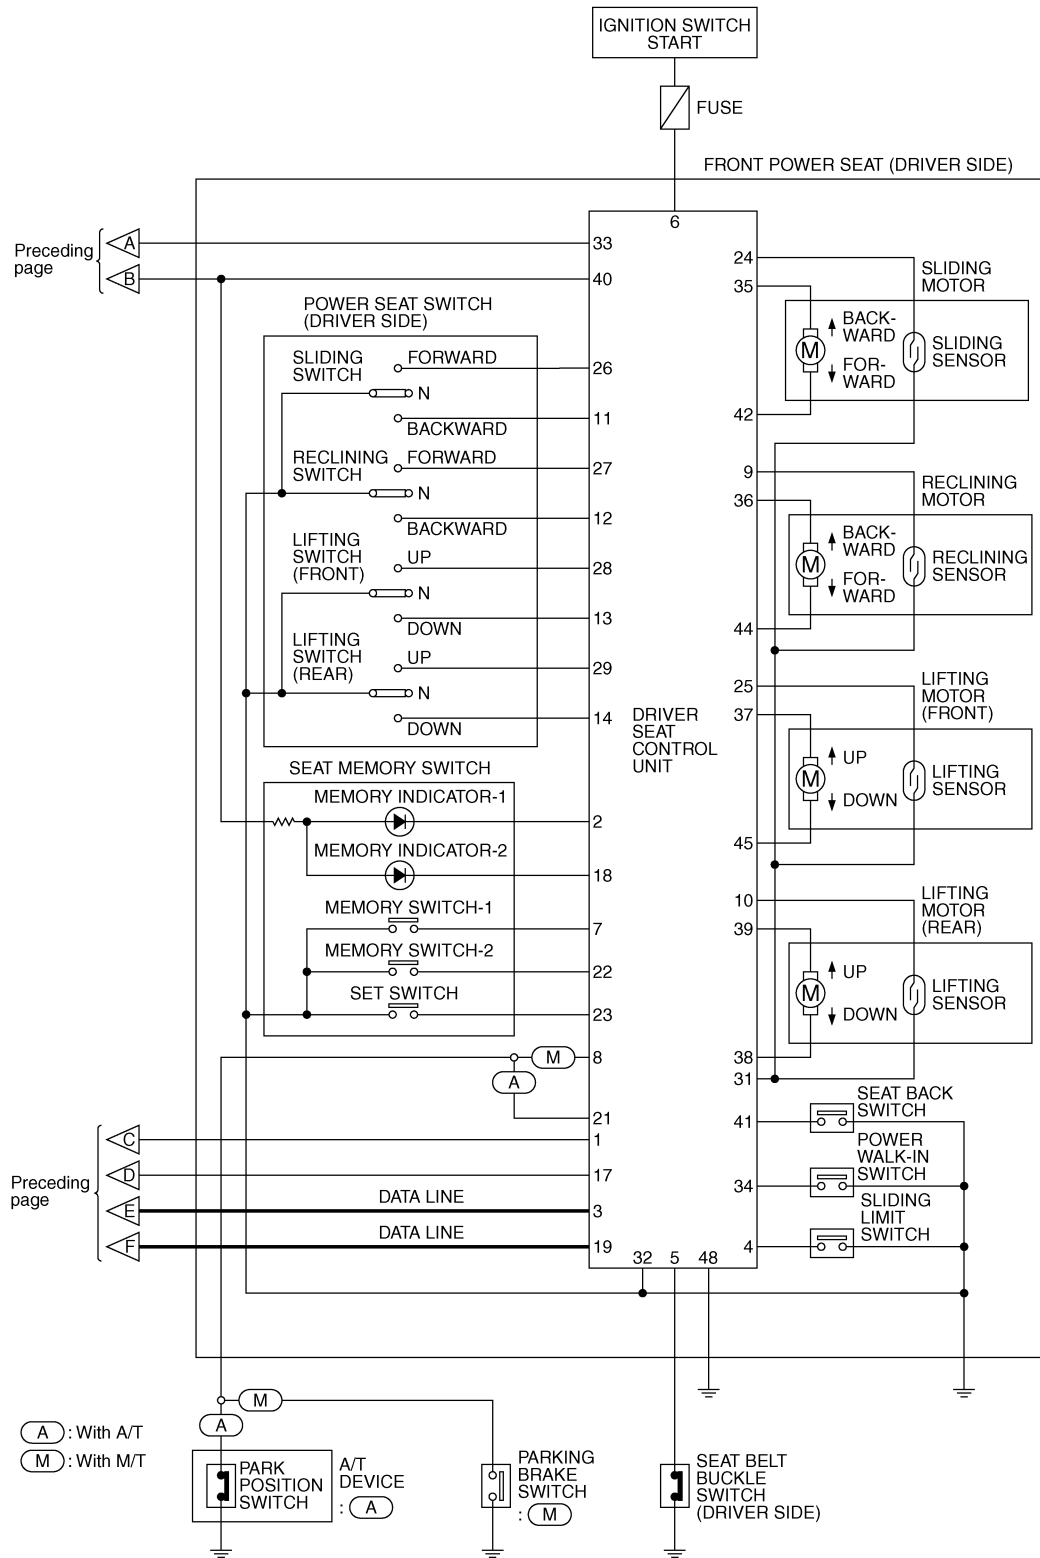 IGNITION SWITCH
START
FUSE
FRONT POWER SEAT (DRIVER SIDE)
6
Preceding
page
A
33
B
40
24
35
SLIDING
MOTOR
BACK-
WARD
M
FOR-
WARD
SLIDING
SENSOR
42
POWER SEAT SWITCH
(DRIVER SIDE)
SLIDING
SWITCH
FORWARD
26
N
11
BACKWARD
RECLINING
SWITCH
FORWARD
27
N
12
BACKWARD
9
36
RECLINING
MOTOR
BACK-
WARD
M
FOR-
WARD
RECLINING
SENSOR
44
LIFTING
SWITCH
(FRONT)
UP
28
N
13
DOWN
LIFTING
SWITCH
(REAR)
UP
29
N
14
DOWN
DRIVER
SEAT
CONTROL
UNIT
25
37
LIFTING
MOTOR
(FRONT)
UP
M
DOWN
LIFTING
SENSOR
45
SEAT MEMORY SWITCH
MEMORY INDICATOR-1
2
MEMORY INDICATOR-2
18
MEMORY SWITCH-1
7
MEMORY SWITCH-2
22
SET SWITCH
23
10
39
LIFTING
MOTOR
(REAR)
UP
M
DOWN
LIFTING
SENSOR
38
31
M
8
A
21
SEAT BACK
SWITCH
41
POWER
WALK-IN
SWITCH
34
SLIDING
LIMIT
SWITCH
4
Preceding
page
C
1
D
17
E
DATA LINE
3
F
DATA LINE
19
32 5 48
M
A
A : With A/T
M : With M/T
PARK
POSITION
SWITCH
A/T
DEVICE
: A
PARKING
BRAKE
SWITCH
: M
SEAT BELT
BUCKLE
SWITCH
(DRIVER SIDE)